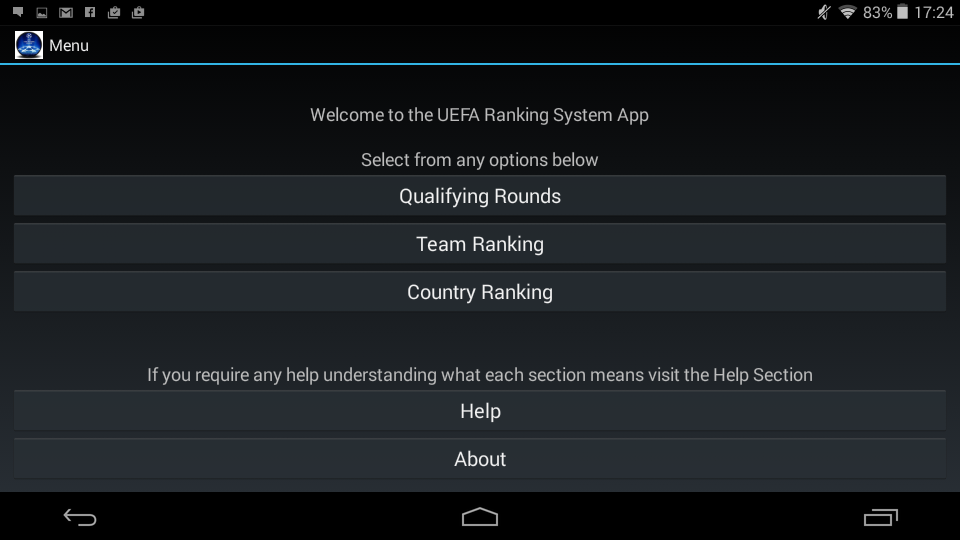 83% 17:24
Menu
Welcome to the UEFA Ranking System App
Select from any options below
Qualifying Rounds
Team Ranking
Country Ranking
If you require any help understanding what each section means visit the Help Section
Help
About